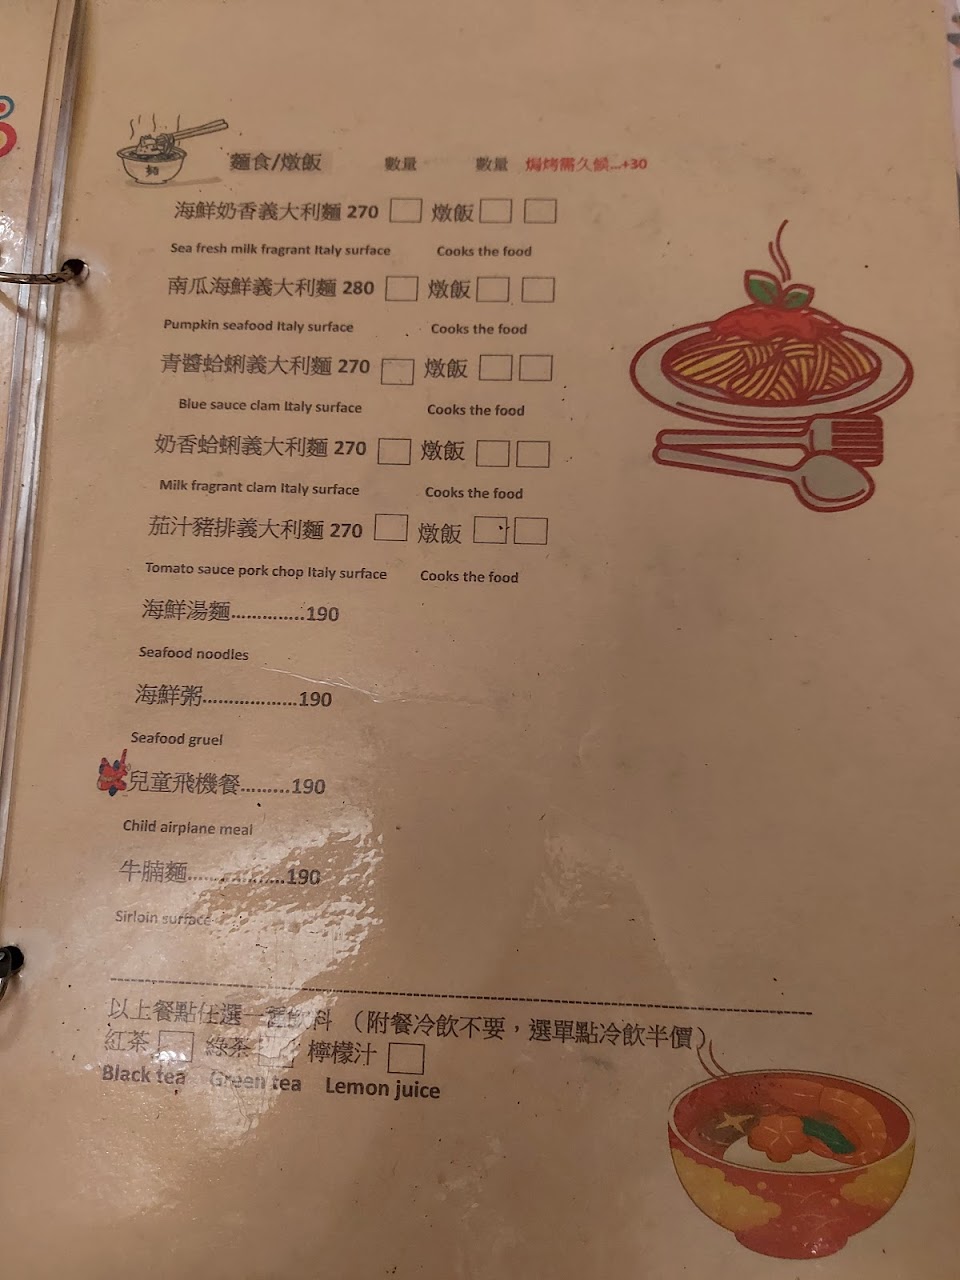 麵食/燉飯 數量 數量 焗烤需久候...+30
海鮮奶香義大利麵 270 燉飯
Sea fresh milk fragrant Italy surface Cooks the food
南瓜海鮮義大利麵 280 燉飯
Pumpkin seafood Italy surface Cooks the food
青醬蛤蜊義大利麵 270 燉飯
Blue sauce clam Italy surface Cooks the food
奶香蛤蜊義大利麵 270 燉飯
Milk fragrant clam Italy surface Cooks the food
茄汁豬排義大利麵 270 燉飯
Tomato sauce pork chop Italy surface Cooks the food
海鮮湯麵..............190
Seafood noodles
海鮮粥..................190
Seafood gruel
兒童飛機餐.........190
Child airplane meal
牛腩麵..................190
Sirloin surface
以上餐點任選一種飲料 （附餐冷飲不要，選單點冷飲半價）
紅茶 綠茶 檸檬汁
Black tea Green tea Lemon juice